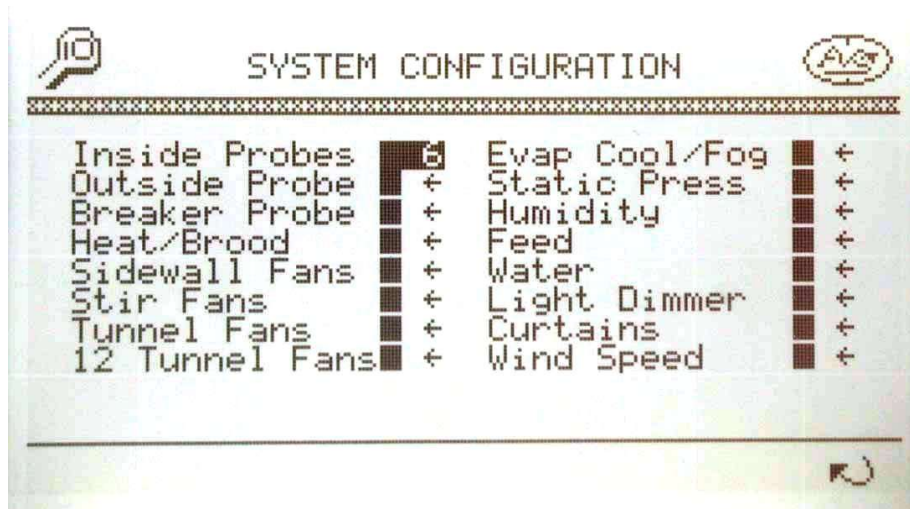 SYSTEM CONFIGURATION
Inside Probes 6
Outside Probe ←
Breaker Probe ←
Heat/Brood ←
Sidewall Fans ←
Stir Fans ←
Tunnel Fans ←
12 Tunnel Fans ←
Evap Cool/Fog ←
Static Press ←
Humidity ←
Feed ←
Water ←
Light Dimmer ←
Curtains ←
Wind Speed ←